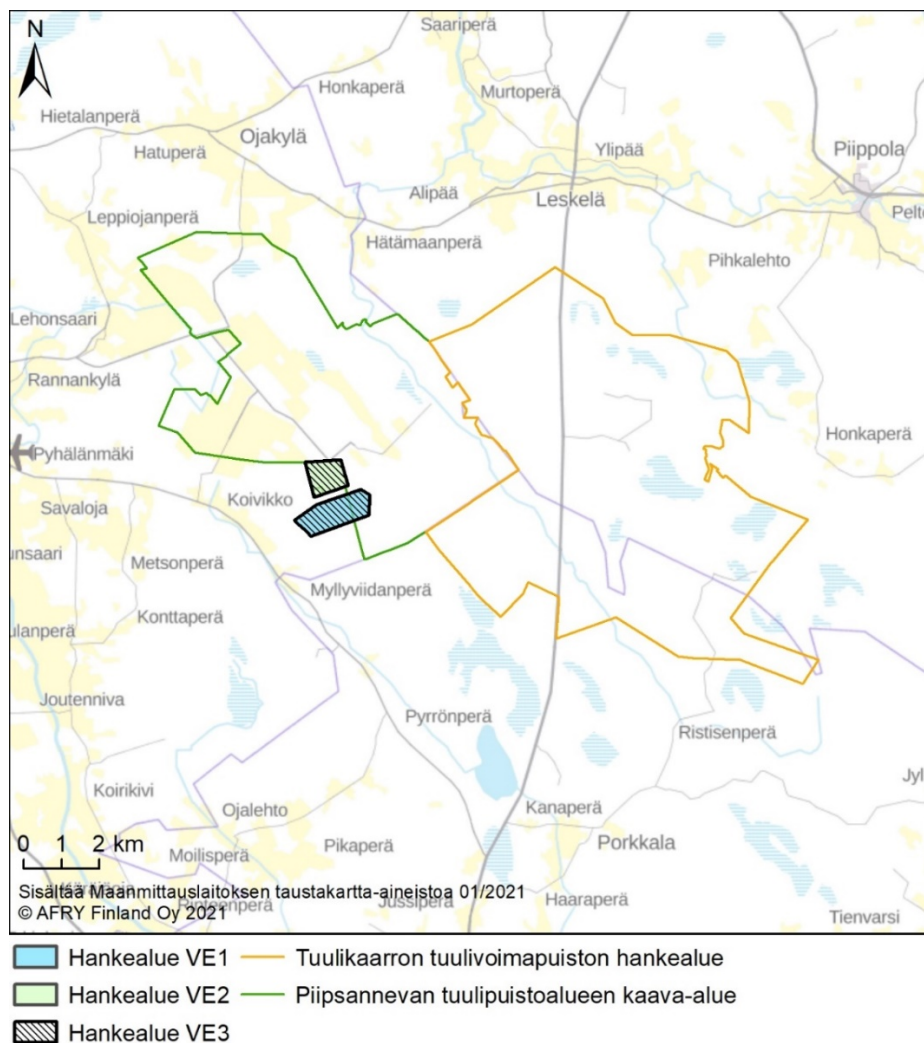 N
Saariperä
Honkaperä
Murtoperä
Hietalanperä
Ojakylä
Hatuperä
Ylipää
Piippola
Alipää
Leskelä
Leppiojanperä
Hätämaanperä
Pihkalehto
Lehonsaari
Rannankylä
Honkaperä
Pyhälänmäki
Koivikko
Savaloja
Metsonperä
Myllyviidanperä
Konttaperä
Joutenniva
Pyrrönperä
Ristisenperä
Koirikivi
Ojalehto
Kanaperä
Porkkala
Pikaperä
Moilisperä
0 1 2 km
Jussiperä
Haaraperä
Tienvarsi
Sisältää Maanmittauslaitoksen taustakartta-aineistoa 01/2021
© AFRY Finland Oy 2021
Hankealue VE1 Tuulikaarron tuulivoimapuiston hankealue
Hankealue VE2 Piipsannevan tuulipuistoalueen kaava-alue
Hankealue VE3